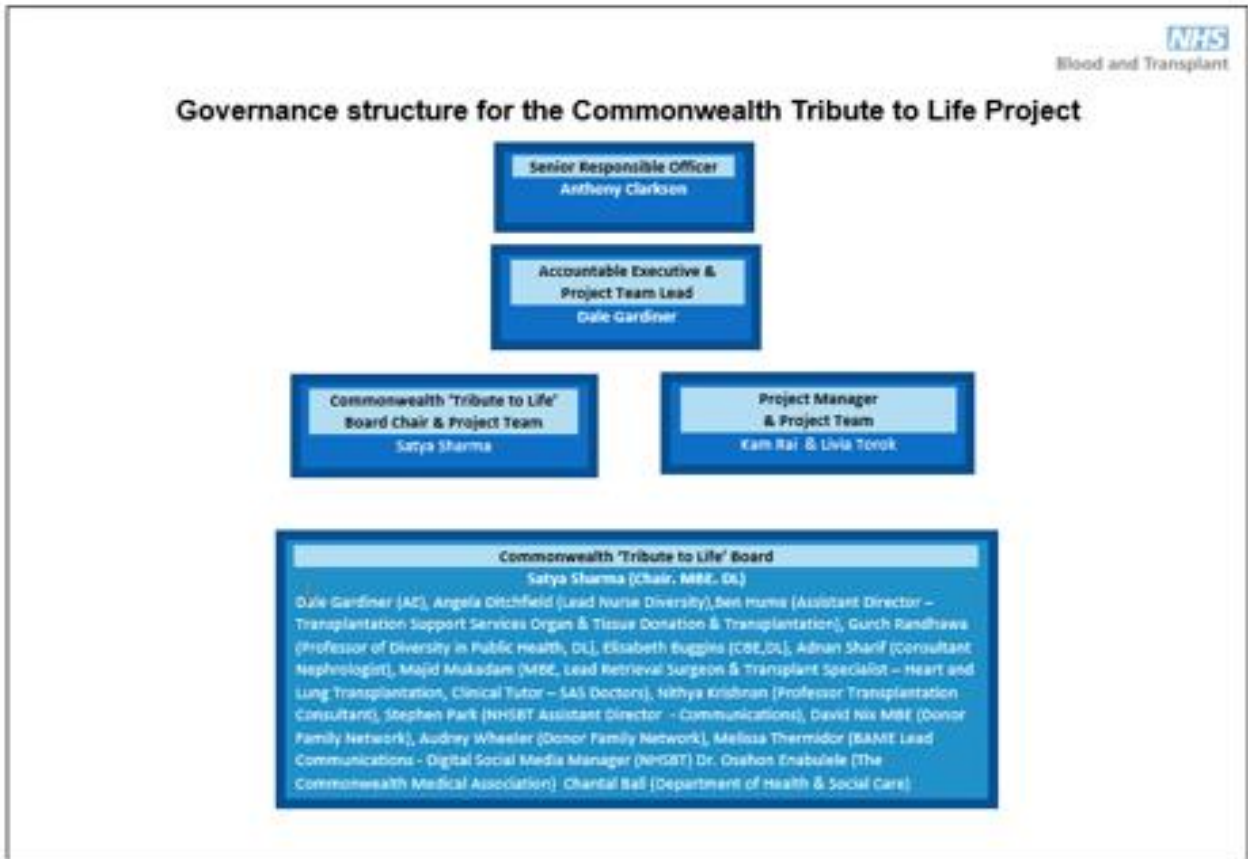 NHS
Blood and Transplant
Governance structure for the Commonwealth Tribute to Life Project
Senior Responsible Officer
Anthony Clarkson
Accountable Executive &
Project Team Lead
Dale Gardiner
Commonwealth 'Tribute to Life'
Board Chair & Project Team
Satya Sharma
Project Manager
& Project Team
Kam Rai & Livia Torok
Commonwealth 'Tribute to Life' Board
Satya Sharma (Chair, MBE, DL)
Dale Gardiner (AE), Angela Ditchfield (Lead Nurse Diversity),Ben Hume (Assistant Director –
Transplantation Support Services Organ & Tissue Donation & Transplantation), Gurch Randhawa
(Professor of Diversity in Public Health, DL), Elisabeth Buggins (CBE,DL), Adnan Sharif (Consultant
Nephrologist), Majid Mukadam (MBE, Lead Retrieval Surgeon & Transplant Specialist – Heart and
Lung Transplantation, Clinical Tutor – SAS Doctors), Nithya Krishnan (Professor Transplantation
Consultant), Stephen Park (NHSBT Assistant Director - Communications), David Nix MBE (Donor
Family Network), Audrey Wheeler (Donor Family Network), Melissa Thermidor (BAME Lead
Communications - Digital Social Media Manager (NHSBT) Dr. Osahon Enabulele (The
Commonwealth Medical Association) Chantal Ball (Department of Health & Social Care)